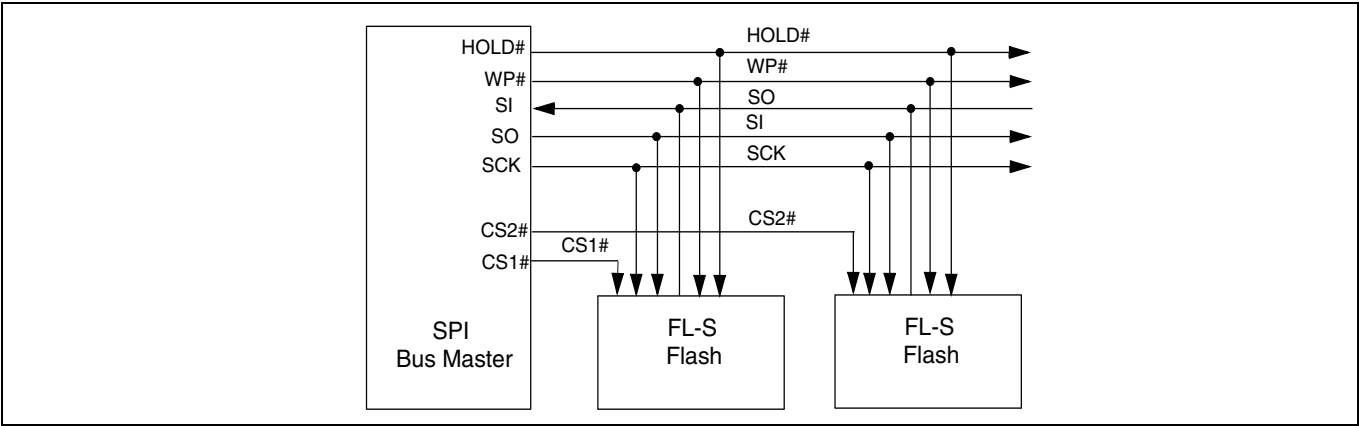 HOLD#
HOLD#
WP#
WP#
SI
SO
SO
SI
SCK
SCK
CS2#
CS2#
CS1#
CS1#
SPI
Bus Master
FL-S
Flash
FL-S
Flash